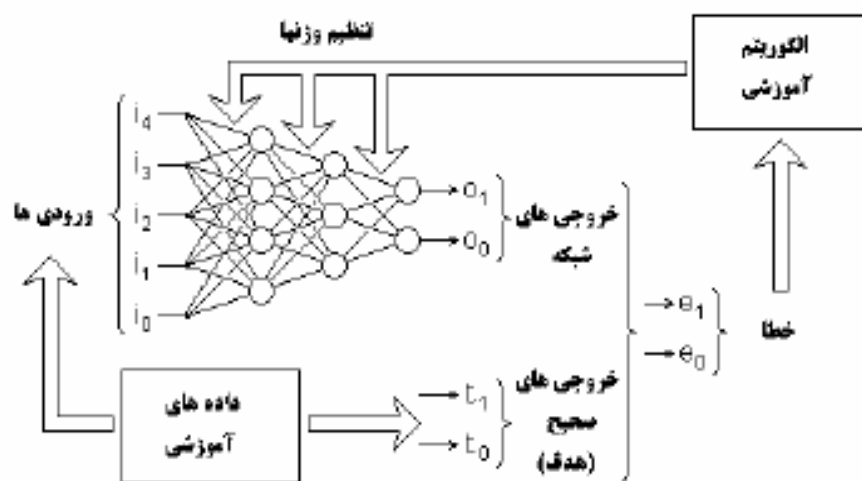 تنظیم وزنها
الگوریتم
آموزشی
i4
i3
i2
i1
i0
ورودی ها
o1
o0
خروجی های
شبکه
e1
e0
خطا
داده های
آموزشی
t1
t0
خروجی های
صحیح
(هدف)